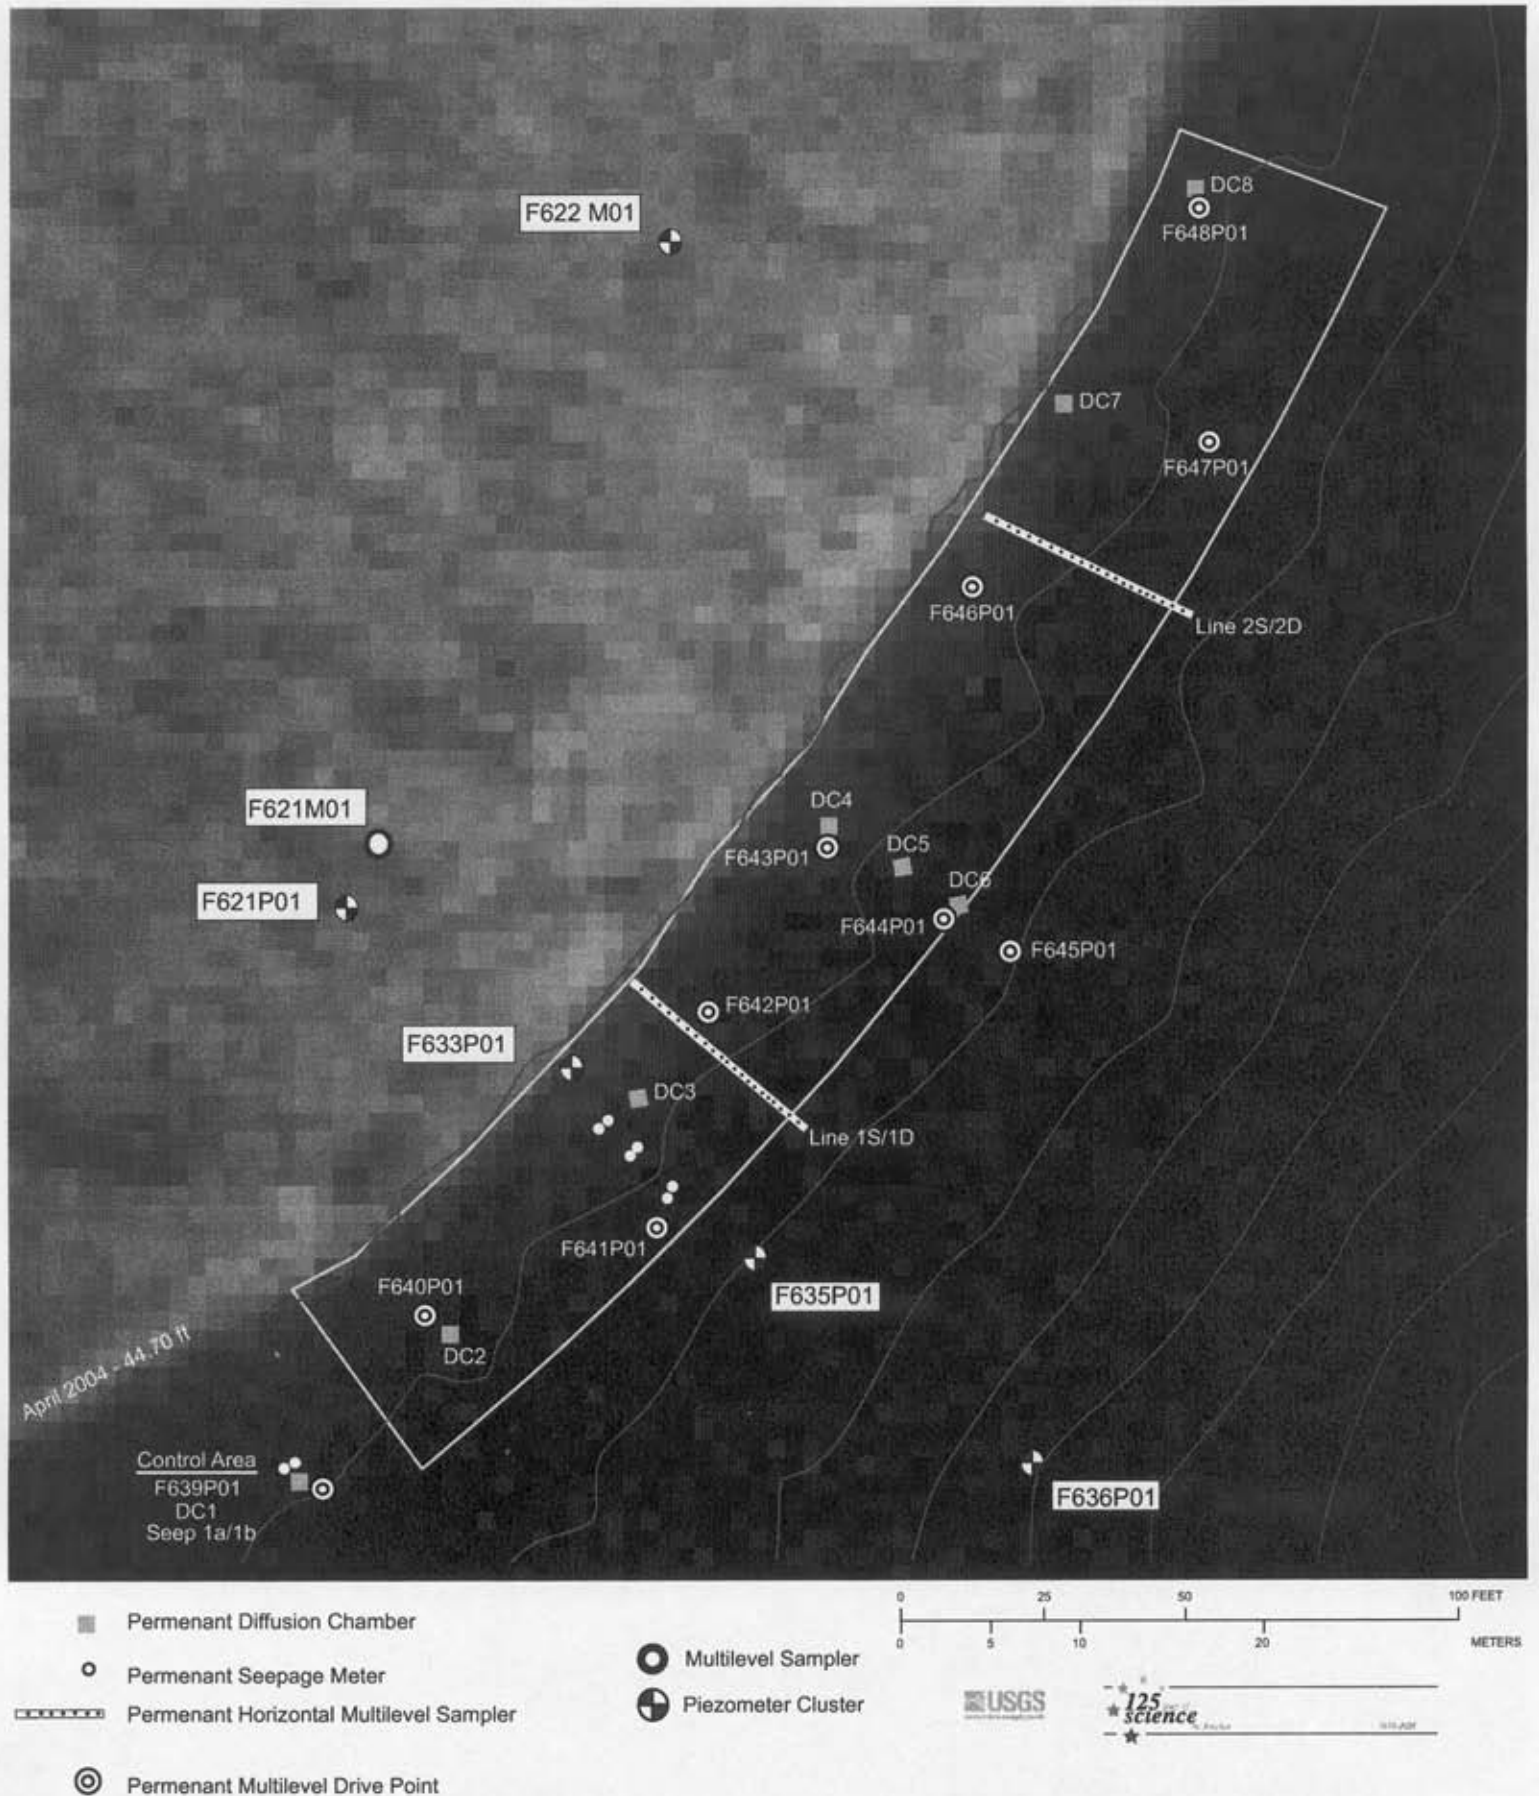 DC8
F622 M01
F648P01
DC7
F647P01
F646P01
Line 2S/2D
DC4
F621M01
F643P01
DC5
DC6
F621P01
F644P01
F645P01
F642P01
F633P01
DC3
Line 1S/1D
F641P01
F640P01
F635P01
DC2
April 2004 - 44.70 ft
Control Area
F639P01
DC1
Seep 1a/1b
F636P01
0 25 50 100 FEET
0 5 10 20 METERS
Permenant Diffusion Chamber
Permenant Seepage Meter
Permenant Horizontal Multilevel Sampler
Permenant Multilevel Drive Point
Multilevel Sampler
Piezometer Cluster
USGS
125
science